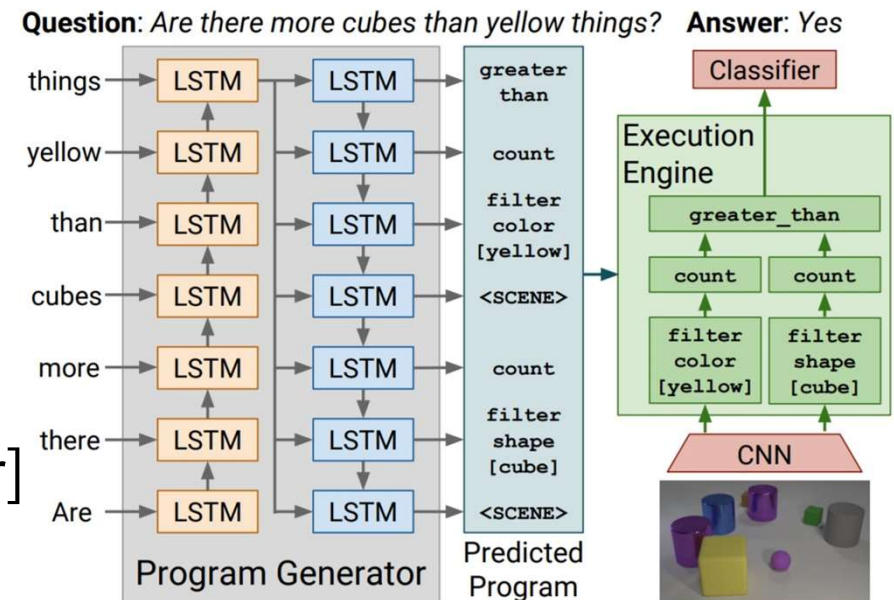 Question: Are there more cubes than yellow things? Answer: Yes
things
LSTM
LSTM
greater
than
yellow
LSTM
LSTM
count
than
LSTM
LSTM
filter
color
[yellow]
cubes
LSTM
LSTM
<SCENE>
more
LSTM
LSTM
count
there
LSTM
LSTM
filter
shape
[cube]
Are
LSTM
LSTM
<SCENE>
Program Generator
Predicted
Program
Classifier
Execution
Engine
greater_than
count
count
filter
color
[yellow]
filter
shape
[cube]
CNN
r]